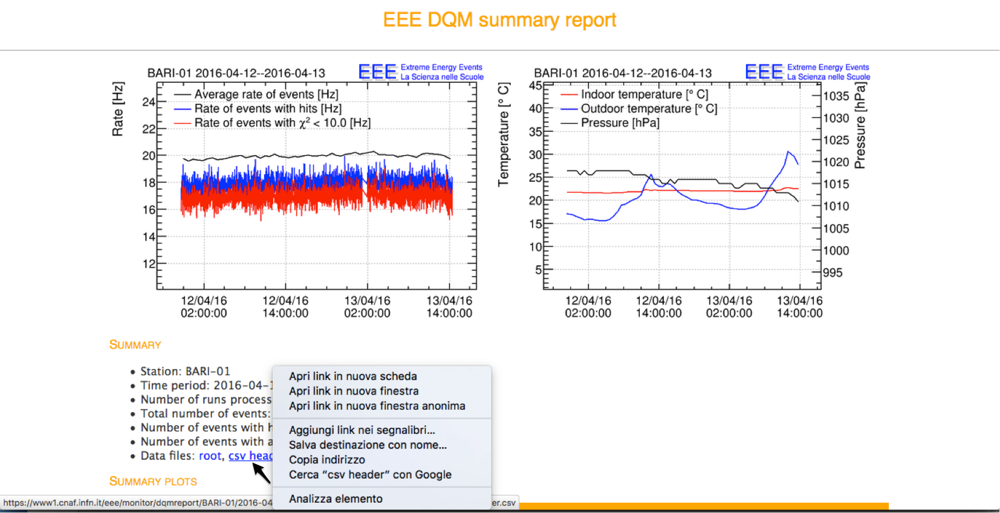 EEE DQM summary report
BARI-01 2016-04-12--2016-04-13
EEE Extreme Energy Events
La Scienza nelle Scuole
Rate [Hz]
Average rate of events [Hz]
Rate of events with hits [Hz]
Rate of events with χ² < 10.0 [Hz]
24
22
20
18
16
14
12
12/04/16 12/04/16 13/04/16 13/04/16
02:00:00 14:00:00 02:00:00 14:00:00
BARI-01 2016-04-12--2016-04-13
EEE Extreme Energy Events
La Scienza nelle Scuole
Temperature [° C]
Pressure [hPa]
Indoor temperature [° C]
Outdoor temperature [° C]
Pressure [hPa]
45
40
35
30
25
20
15
10
5
1035
1030
1025
1020
1015
1010
1005
1000
995
12/04/16 12/04/16 13/04/16 13/04/16
02:00:00 14:00:00 02:00:00 14:00:00
SUMMARY
• Station: BARI-01
• Time period: 2016-04-1
• Number of runs process
• Total number of events:
• Number of events with h
• Number of events with a
• Data files: root, csv head
Apri link in nuova scheda
Apri link in nuova finestra
Apri link in nuova finestra anonima
Aggiungi link nei segnalibri...
Salva destinazione con nome...
Copia indirizzo
Cerca “csv header” con Google
Analizza elemento
SUMMARY PLOTS
https://www1.cnaf.infn.it/eee/monitor/dqmreport/BARI-01/2016-04 er.csv